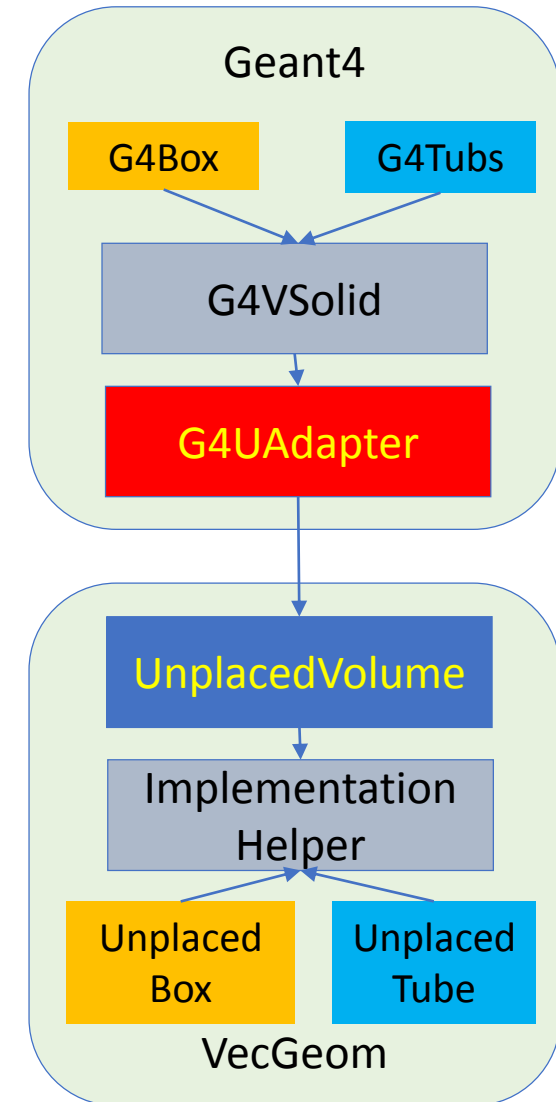 Geant4
G4Box
G4Tubs
G4VSolid
G4UAdapter
UnplacedVolume
Implementation
Helper
Unplaced
Box
Unplaced
Tube
VecGeom